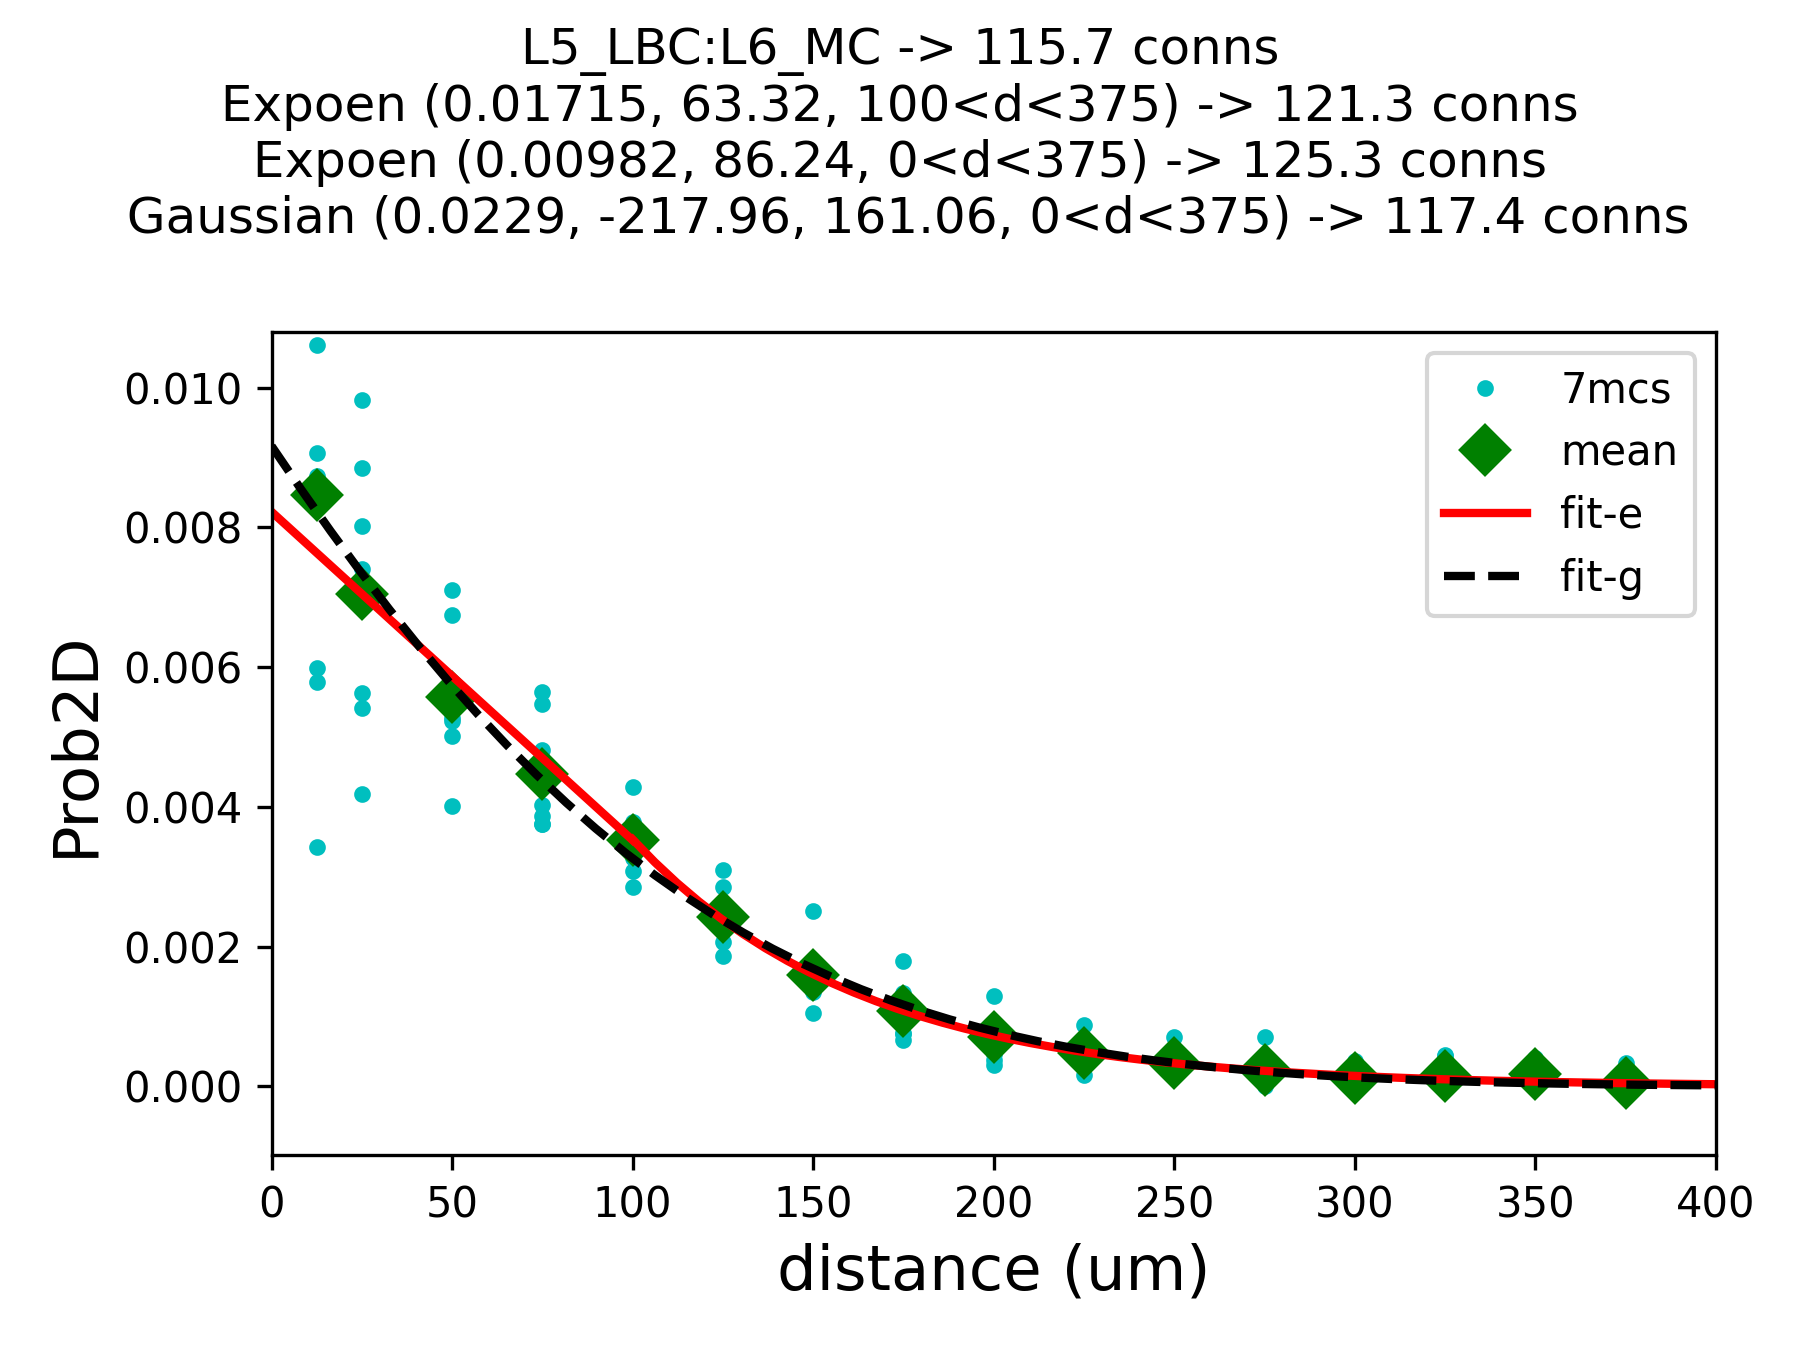 L5_LBC:L6_MC -> 115.7 conns
Expoen (0.01715, 63.32, 100<d<375) -> 121.3 conns
Expoen (0.00982, 86.24, 0<d<375) -> 125.3 conns
Gaussian (0.0229, -217.96, 161.06, 0<d<375) -> 117.4 conns
7mcs
mean
fit-e
fit-g
Prob2D
0.010
0.008
0.006
0.004
0.002
0.000
0 50 100 150 200 250 300 350 400
distance (um)